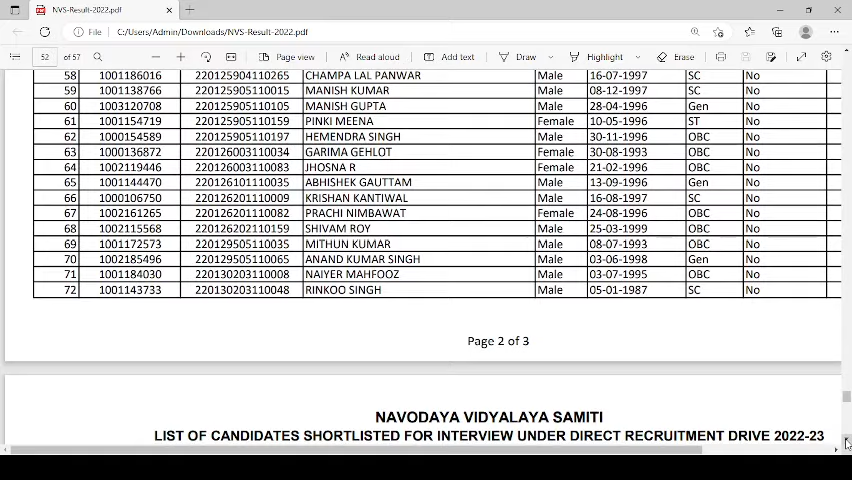 NVS-Result-2022.pdf
File C:/Users/Admin/Downloads/NVS-Result-2022.pdf
52 of 57 Page view Read aloud Add text Draw Highlight Erase
58 1001186016 220125904110265 CHAMPA LAL PANWAR Male 16-07-1997 SC No
59 1001138766 220125905110015 MANISH KUMAR Male 08-12-1997 SC No
60 1003120708 220125905110105 MANISH GUPTA Male 28-04-1996 Gen No
61 1001154719 220125905110159 PINKI MEENA Female 10-05-1996 ST No
62 1000154589 220125905110197 HEMENDRA SINGH Male 30-11-1996 OBC No
63 1000136872 220126003110034 GARIMA GEHLOT Female 30-08-1993 OBC No
64 1002119446 220126003110083 JHOSNA R Female 21-02-1996 OBC No
65 1001144470 220126101110035 ABHISHEK GAUTTAM Male 13-09-1996 Gen No
66 1000106750 220126201110009 KRISHAN KANTIWAL Male 16-08-1997 SC No
67 1002161265 220126201110082 PRACHI NIMBAWAT Female 24-08-1996 OBC No
68 1002115568 220126202110159 SHIVAM ROY Male 25-03-1999 OBC No
69 1001172573 220129505110035 MITHUN KUMAR Male 08-07-1993 OBC No
70 1002185496 220129505110065 ANAND KUMAR SINGH Male 03-06-1998 Gen No
71 1001184030 220130203110008 NAIYER MAHFOOZ Male 03-07-1995 OBC No
72 1001143733 220130203110048 RINKOO SINGH Male 05-01-1987 SC No
Page 2 of 3
NAVODAYA VIDYALAYA SAMITI
LIST OF CANDIDATES SHORTLISTED FOR INTERVIEW UNDER DIRECT RECRUITMENT DRIVE 2022-23